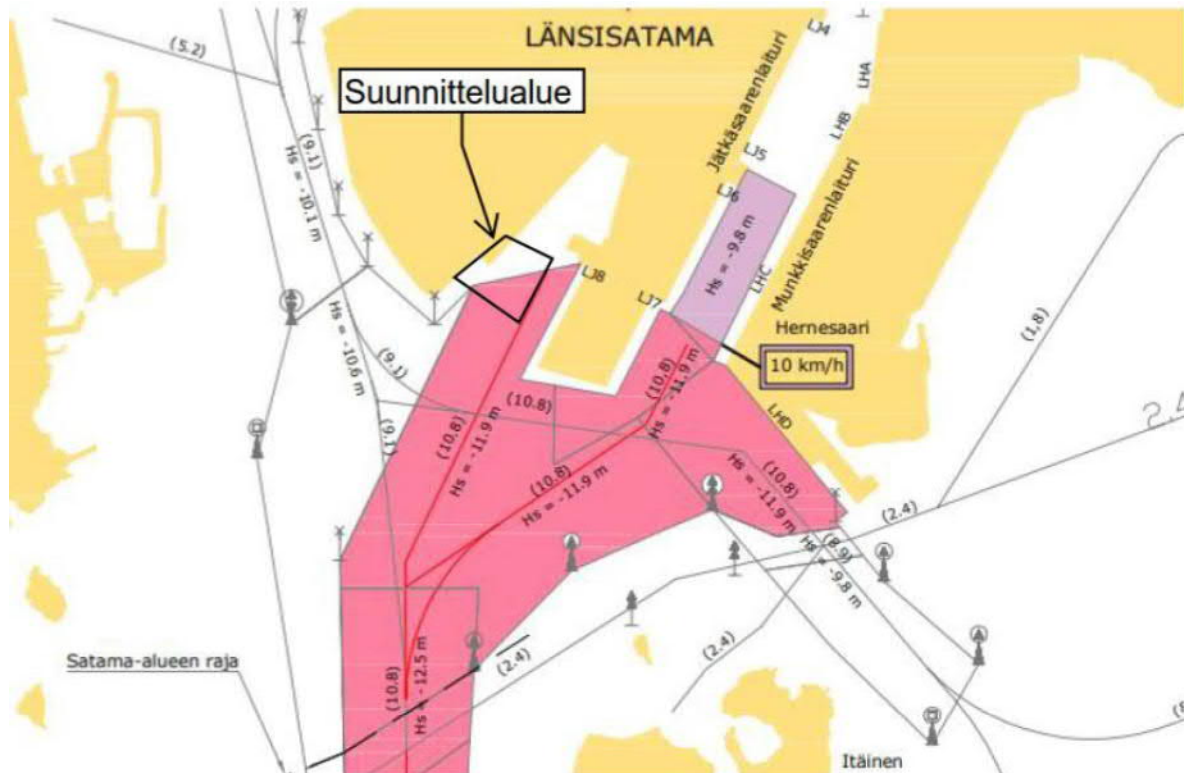 LÄNSISATAMA
Suunnittelualue
(5.2)
(9.1)
Hs = -10.1 m
Hs = -10.6 m
(9.1)
(9.1)
LJ4
LHA
LHB
Jätkäsaarenlaituri
LJ5
LJ6
Hs = -9.8 m
LHC
Munkkisaarenlaituri
LJ8
LJ7
Hernesaari
10 km/h
(1,8)
2.4
(10.8)
Hs = -11.9 m
(10.8)
(10.8)
Hs = -11.9 m
LHD
(10.8)
Hs = -11.9 m
(10.8)
Hs = -11.9 m
(2.4)
(8.9)
Hs = -9.8 m
(2.4)
(2.4)
Satama-alueen raja
(10.8)
Hs = -12.5 m
Itäinen